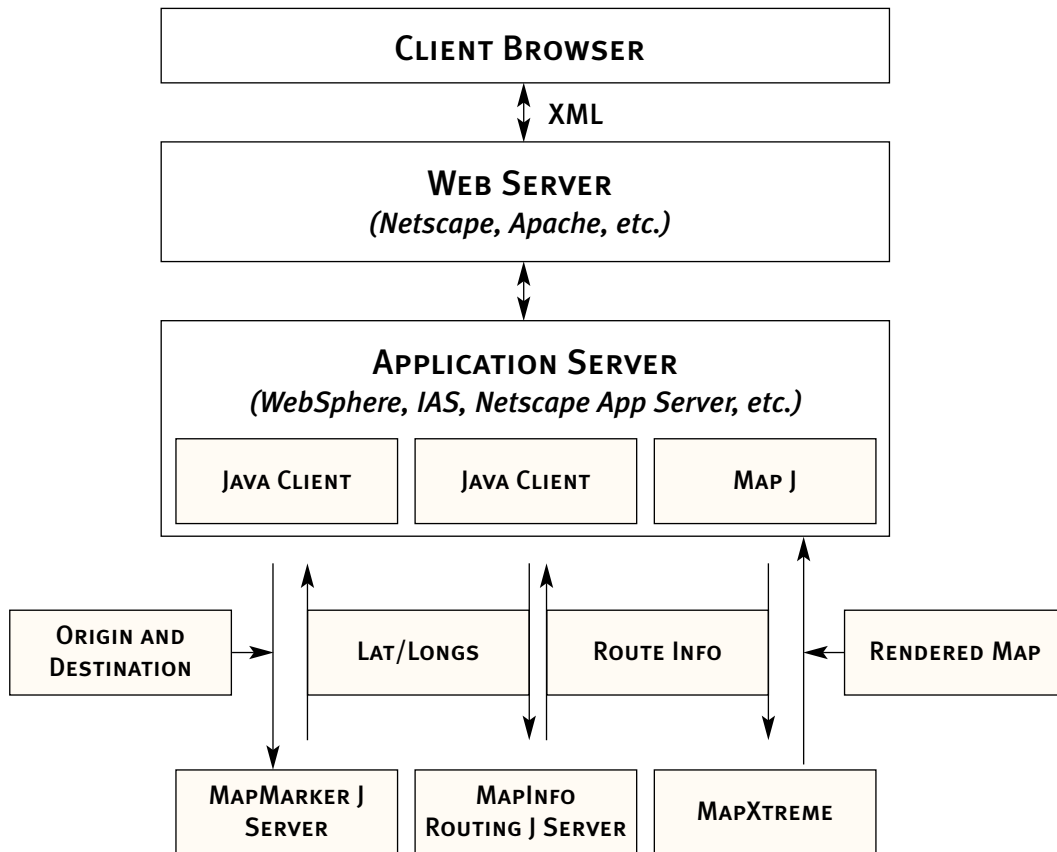 CLIENT BROWSER
XML
WEB SERVER
(Netscape, Apache, etc.)
APPLICATION SERVER
(WebSphere, IAS, Netscape App Server, etc.)
JAVA CLIENT
JAVA CLIENT
MAP J
ORIGIN AND
DESTINATION
LAT/LONGS
ROUTE INFO
RENDERED MAP
MAPMARKER J
SERVER
MAPINFO
ROUTING J SERVER
MAPXTREME